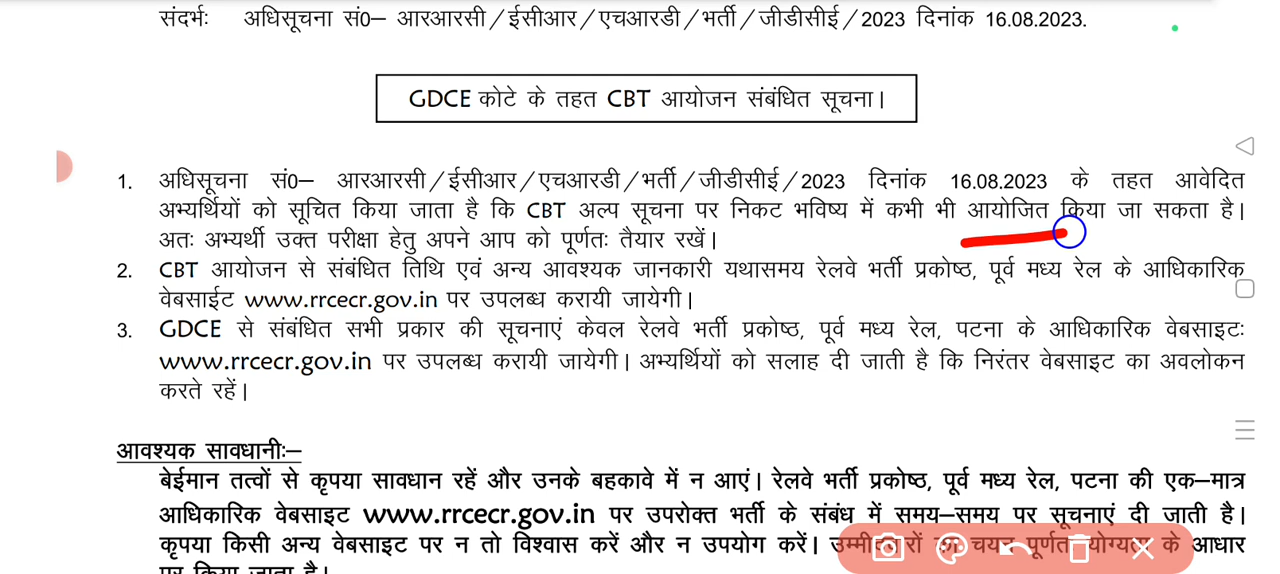 संदर्भः अधिसूचना सं0– आरआरसी/ईसीआर/एचआरडी/भर्ती/जीडीसीई/2023 दिनांक 16.08.2023.
GDCE कोटे के तहत CBT आयोजन संबंधित सूचना।
1. अधिसूचना सं0– आरआरसी/ईसीआर/एचआरडी/भर्ती/जीडीसीई/2023 दिनांक 16.08.2023 के तहत आवेदित
अभ्यर्थियों को सूचित किया जाता है कि CBT अल्प सूचना पर निकट भविष्य में कभी भी आयोजित किया जा सकता है।
अतः अभ्यर्थी उक्त परीक्षा हेतु अपने आप को पूर्णतः तैयार रखें।
2. CBT आयोजन से संबंधित तिथि एवं अन्य आवश्यक जानकारी यथासमय रेलवे भर्ती प्रकोष्ठ, पूर्व मध्य रेल के आधिकारिक
वेबसाईट www.rrcecr.gov.in पर उपलब्ध करायी जायेगी।
3. GDCE से संबंधित सभी प्रकार की सूचनाएं केवल रेलवे भर्ती प्रकोष्ठ, पूर्व मध्य रेल, पटना के आधिकारिक वेबसाइटः
www.rrcecr.gov.in पर उपलब्ध करायी जायेगी। अभ्यर्थियों को सलाह दी जाती है कि निरंतर वेबसाइट का अवलोकन
करते रहें।
आवश्यक सावधानीः–
बेईमान तत्वों से कृपया सावधान रहें और उनके बहकावे में न आएं। रेलवे भर्ती प्रकोष्ठ, पूर्व मध्य रेल, पटना की एक–मात्र
आधिकारिक वेबसाइट www.rrcecr.gov.in पर उपरोक्त भर्ती के संबंध में समय–समय पर सूचनाएं दी जाती है।
कृपया किसी अन्य वेबसाइट पर न तो विश्वास करें और न उपयोग करें। चयन पूर्णतः योग्यता के आधार
पर किया जाता है।